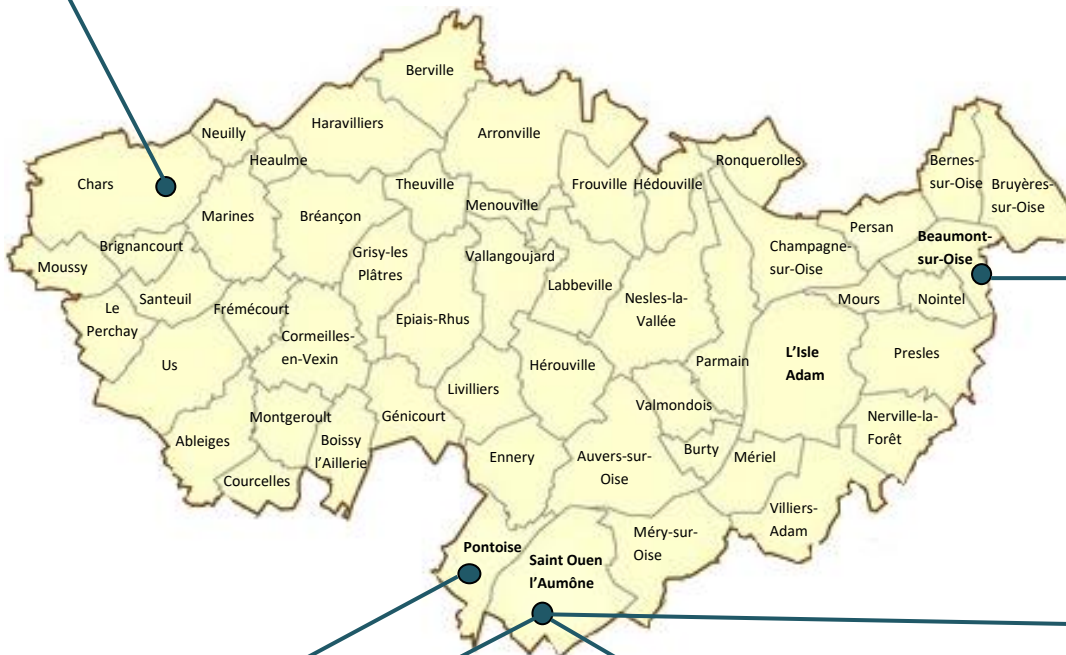 Berville
Neuilly
Haravilliers
Arronville
Heaulme
Ronquerolles
Bernes-
sur-Oise
Bruyères-
sur-Oise
Chars
Theuville
Frouville
Hédouville
Menouville
Marines
Bréançon
Persan
Beaumont-
sur-Oise
Brignancourt
Grisy-les
Plâtres
Vallangoujard
Champagne-
sur-Oise
Moussy
Labbeville
Nesles-la-
Vallée
Santeuil
Mours
Nointel
Le
Perchay
Frémécourt
Epiais-Rhus
Cormeilles-
en-Vexin
L’Isle
Adam
Presles
Us
Hérouville
Parmain
Livilliers
Valmondois
Montgeroult
Génicourt
Nerville-la-
Forêt
Ableiges
Boissy
l’Aillerie
Ennery
Auvers-sur-
Oise
Burty
Mériel
Courcelles
Villiers-
Adam
Méry-sur-
Oise
Pontoise
Saint Ouen
l’Aumône